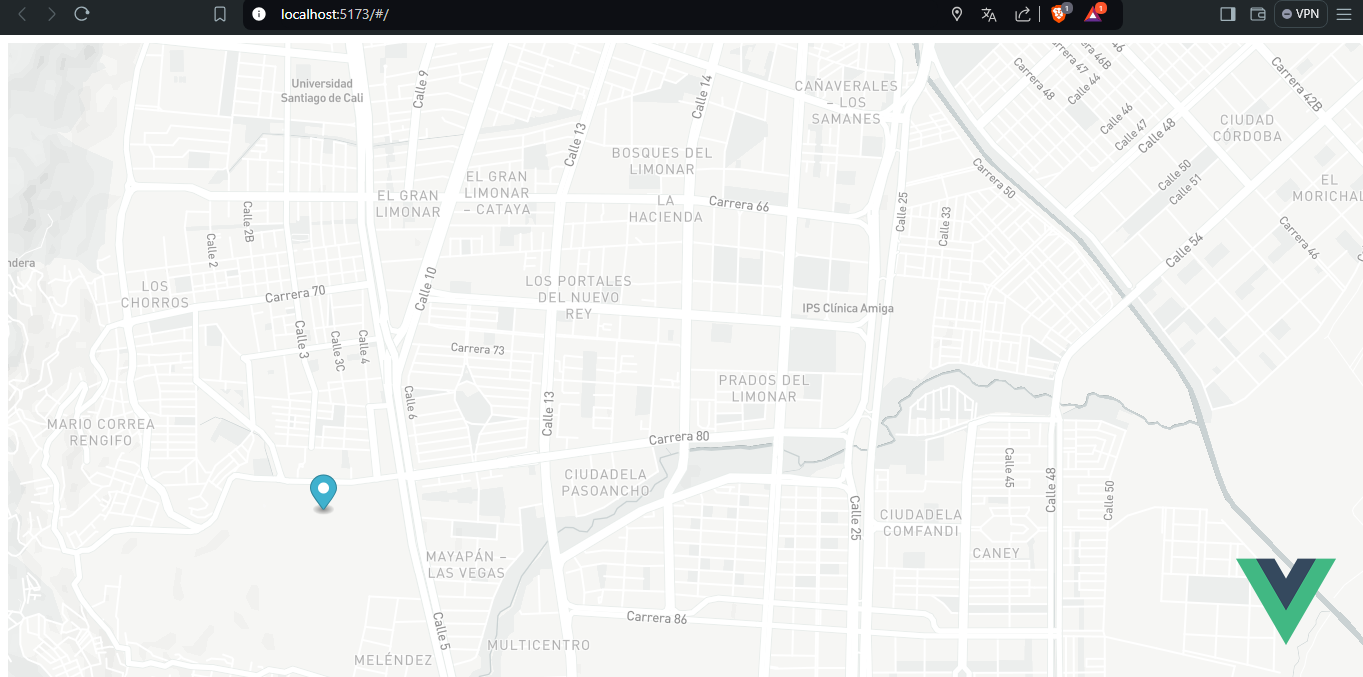 localhost:5173/#/
1
1
VPN
Universidad
Santiago de Cali
Calle 9
Calle 14
Calle 13
CAÑAVERALES
– LOS
SAMANES
Carrera 47
Carrera 46B
46
Calle 44
Carrera 48
Carrera 42B
Calle 46
Calle 47
Calle 48
CIUDAD
CÓRDOBA
BOSQUES DEL
LIMONAR
EL GRAN
LIMONAR
– CATAYA
EL GRAN
LIMONAR
LA
HACIENDA
Carrera 66
Carrera 50
Calle 50
Calle 51
EL
MORICHAL
Calle 2B
Calle 2
Calle 25
Calle 33
Calle 54
Carrera 46
ndera
LOS
CHORROS
Carrera 70
Calle 10
LOS PORTALES
DEL NUEVO
REY
IPS Clínica Amiga
Calle 3
Calle 3C
Calle 4
Carrera 73
PRADOS DEL
LIMONAR
Calle 6
Calle 13
MARIO CORREA
RENGIFO
Carrera 80
CIUDADELA
PASOANCHO
Calle 45
Calle 48
Calle 50
Calle 25
CIUDADELA
COMFANDI
CANEY
MAYAPÁN –
LAS VEGAS
Calle 5
Carrera 86
MULTICENTRO
MELÉNDEZ